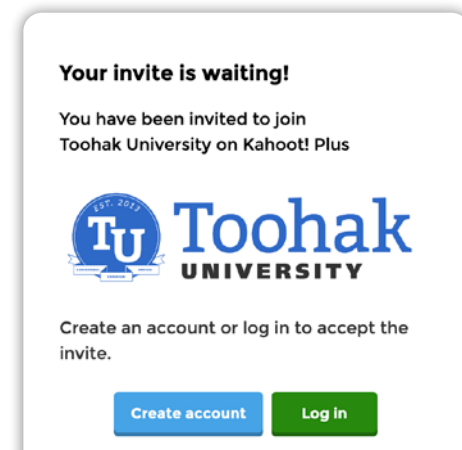 Your invite is waiting!
You have been invited to join
Toohak University on Kahoot! Plus
EST. 2013
TU
Toohak
UNIVERSITY
Create an account or log in to accept the
invite.
Create account
Log in